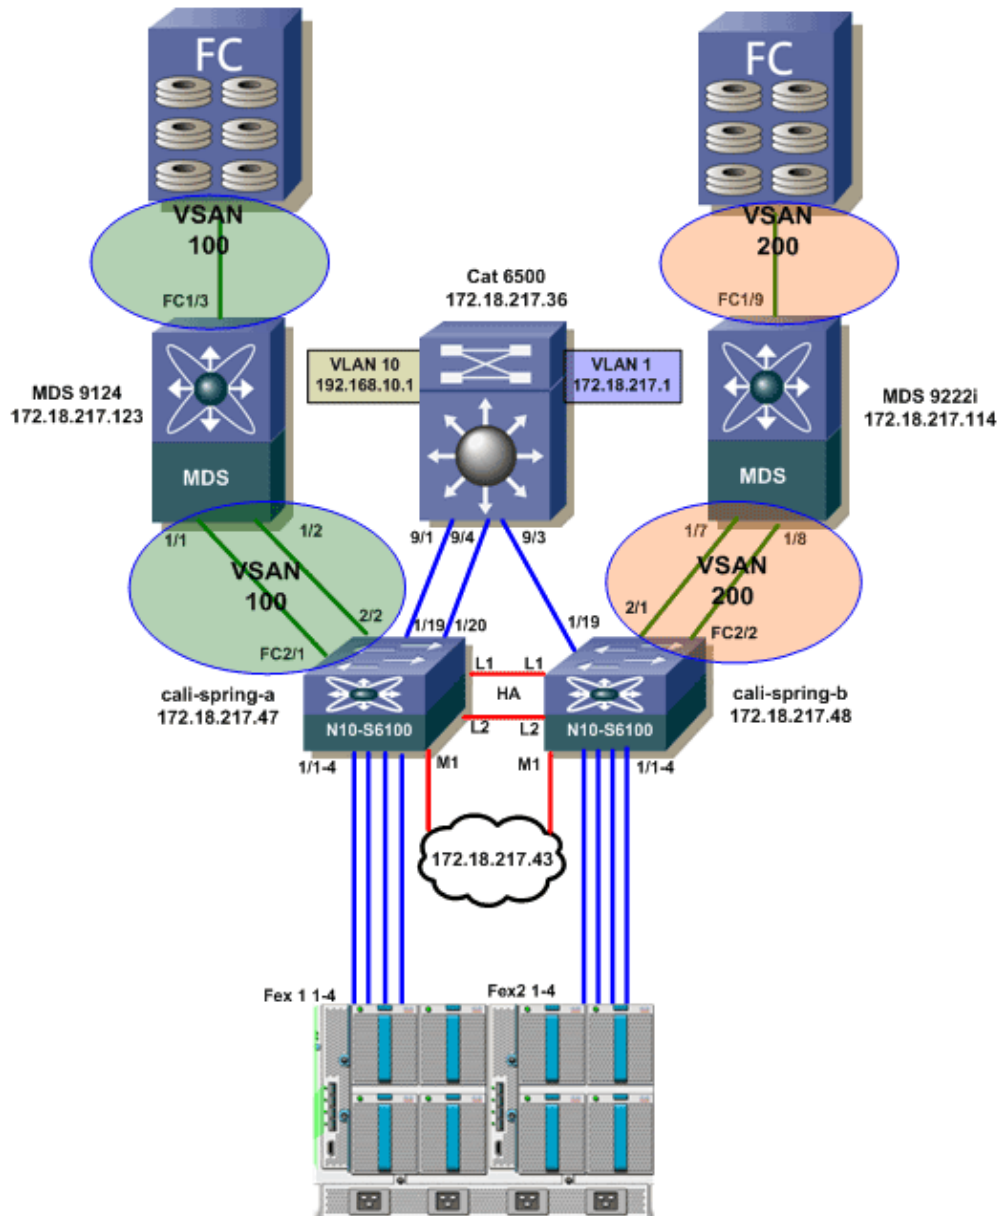 FC
FC
VSAN
100
VSAN
200
FC1/3
FC1/9
Cat 6500
172.18.217.36
VLAN 10
192.168.10.1
VLAN 1
172.18.217.1
MDS 9124
172.18.217.123
MDS 9222i
172.18.217.114
MDS
MDS
1/1
1/2
9/1
9/4
9/3
1/7
1/8
VSAN
100
VSAN
200
2/2
FC2/1
1/19
1/20
1/19
2/1
FC2/2
cali-spring-a
172.18.217.47
L1
L1
HA
L2
L2
cali-spring-b
172.18.217.48
N10-S6100
N10-S6100
1/1-4
M1
M1
1/1-4
172.18.217.43
Fex 1 1-4
Fex2 1-4